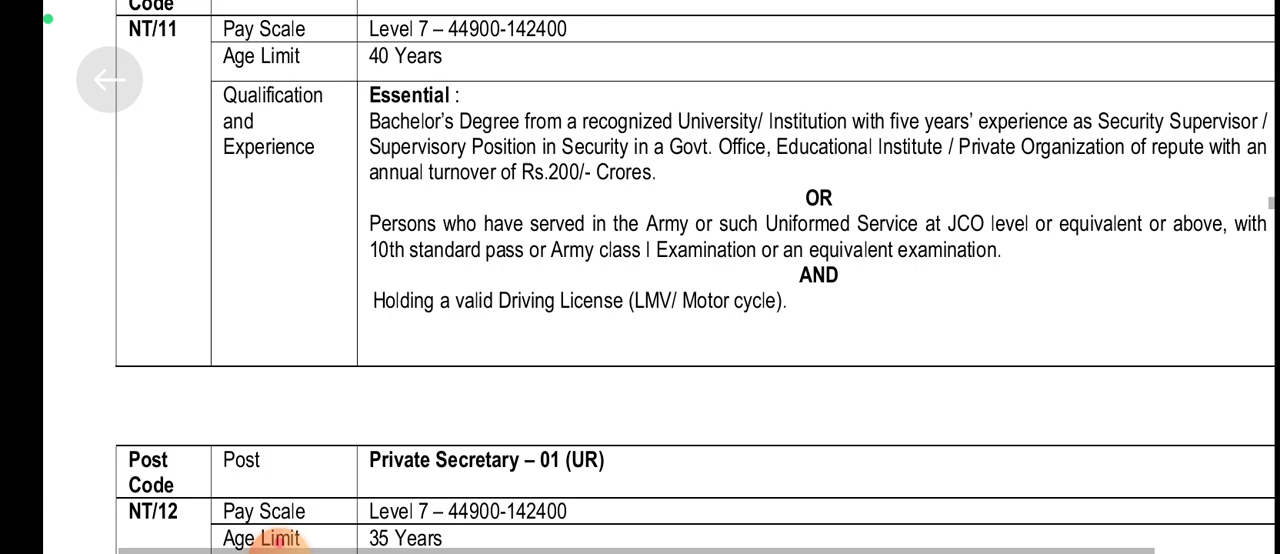 Code
NT/11 Pay Scale Level 7 – 44900-142400
Age Limit 40 Years
Qualification and Experience Essential :
Bachelor's Degree from a recognized University/ Institution with five years' experience as Security Supervisor /
Supervisory Position in Security in a Govt. Office, Educational Institute / Private Organization of repute with an
annual turnover of Rs.200/- Crores.
OR
Persons who have served in the Army or such Uniformed Service at JCO level or equivalent or above, with
10th standard pass or Army class I Examination or an equivalent examination.
AND
Holding a valid Driving License (LMV/ Motor cycle).
Post Code Post Private Secretary – 01 (UR)
NT/12 Pay Scale Level 7 – 44900-142400
Age Limit 35 Years